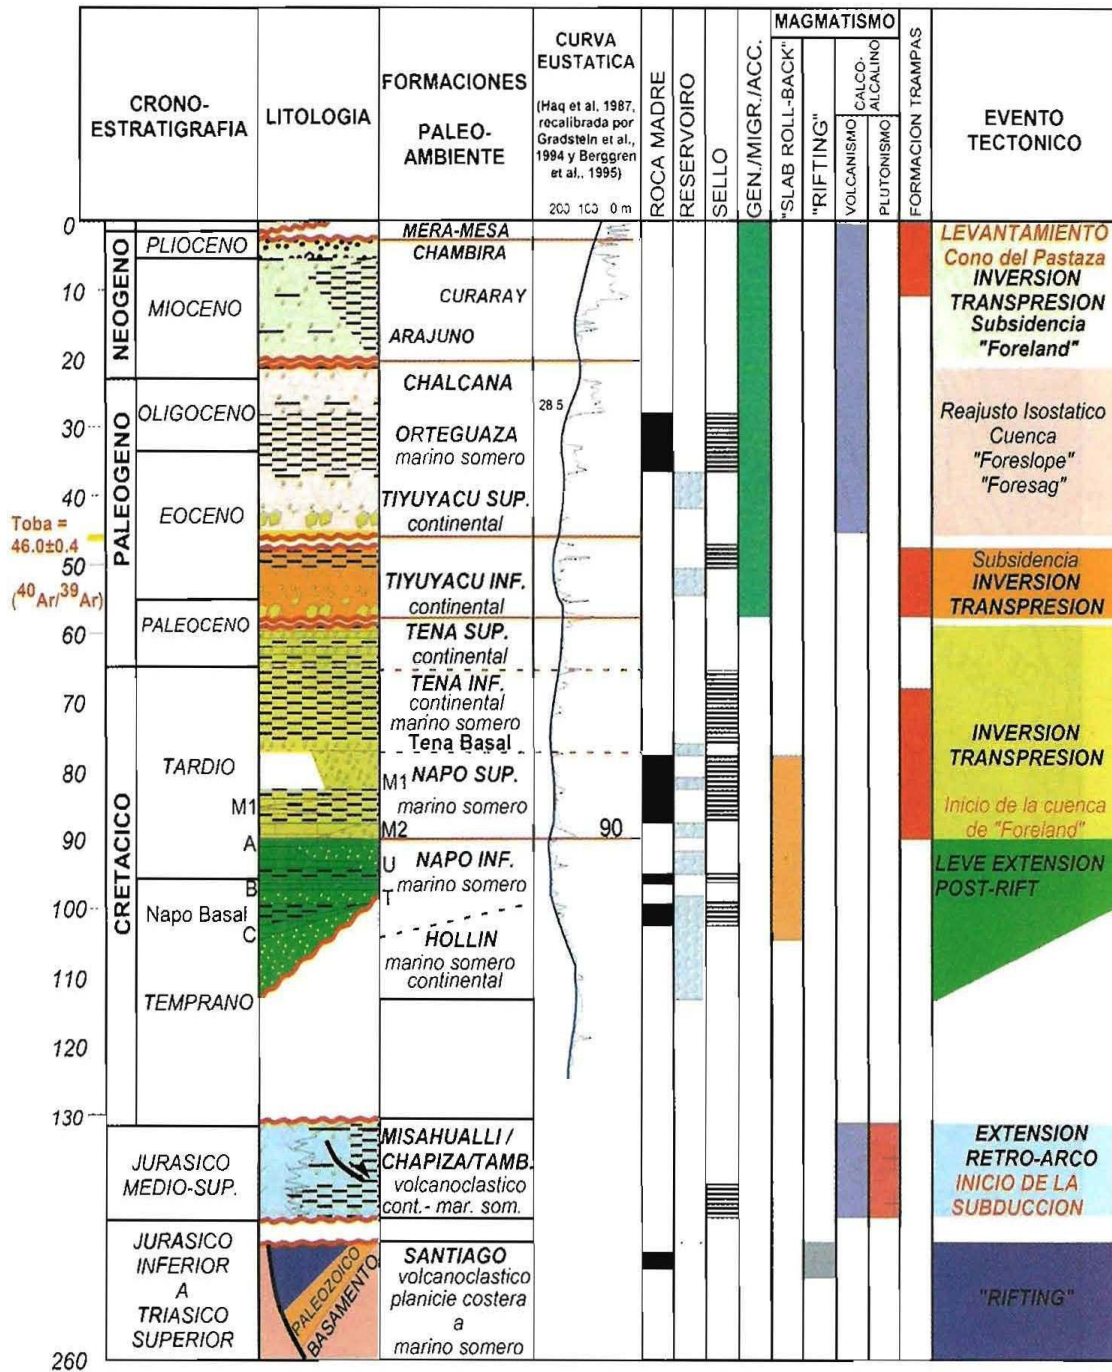 CRONO-
ESTRATIGRAFIA
LITOLOGIA
FORMACIONES
PALEO-
AMBIENTE
CURVA
EUSTATICA
(Haq et al. 1987,
recalibrada por
Gradstein et al.,
1994 y Berggren
et al., 1995)
200 100 0 m
ROCA MADRE
RESERVOIRO
SELLO
GEN./MIGR./ACC.
MAGMATISMO
"SLAB ROLL-BACK"
"RIFTING"
CALCO-
ALCALINO
VOLCANISMO
PLUTONISMO
FORMACION TRAMPAS
EVENTO
TECTONICO
0
10
20
30
40
50
60
70
80
90
100
110
120
130
260
Toba =
46.0±0.4
(⁴⁰Ar/³⁹Ar)
NEOGENO
PALEOGENO
CRETACICO
PLIOCENO
MIOCENO
OLIGOCENO
EOCENO
PALEOCENO
TARDIO
M1
A
B
Napo Basal
C
TEMPRANO
JURASICO
MEDIO-SUP.
JURASICO
INFERIOR
A
TRIASICO
SUPERIOR
PALEOZOICO
BASAMENTO
MERA-MESA
CHAMBIRA
CURARAY
ARAJUNO
CHALCANA
ORTEGUAZA
marino somero
TIYUYACU SUP.
continental
TIYUYACU INF.
continental
TENA SUP.
continental
TENA INF.
continental
marino somero
Tena Basal
M1 NAPO SUP.
marino somero
M2
U NAPO INF.
marino somero
T
HOLLIN
marino somero
continental
MISAHUALLI /
CHAPIZA/TAMB.
volcanoclastico
cont.- mar. som.
SANTIAGO
volcanoclastico
planicie costera
a
marino somero
28.5
90
LEVANTAMIENTO
Cono del Pastaza
INVERSION
TRANSPRESION
Subsidencia
"Foreland"
Reajusto Isostatico
Cuenca
"Foreslope"
"Foresag"
Subsidencia
INVERSION
TRANSPRESION
INVERSION
TRANSPRESION
Inicio de la cuenca
de "Foreland"
LEVE EXTENSION
POST-RIFT
EXTENSION
RETRO-ARCO
INICIO DE LA
SUBDUCCION
"RIFTING"